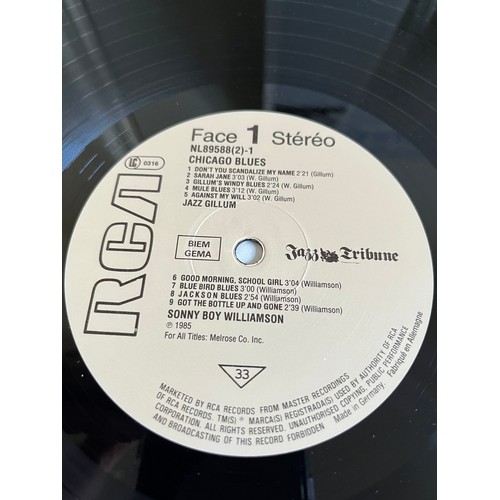 RCA
LC 0316
Face 1 Stéréo
NL89588(2)-1
CHICAGO BLUES
1 DON'T YOU SCANDALIZE MY NAME 2'21 (Gillum)
2 SARAH JANE 3'03 (W. Gillum)
3 GILLUM'S WINDY BLUES 2'24 (W. Gillum)
4 MULE BLUES 3'12 (W. Gillum)
5 AGAINST MY WILL 3'02 (W. Gillum)
JAZZ GILLUM
BIEM
GEMA
Jazz Tribune
6 GOOD MORNING, SCHOOL GIRL 3'04 (Williamson)
7 BLUE BIRD BLUES 3'00 (Williamson)
8 JACKSON BLUES 2'54 (Williamson)
9 GOT THE BOTTLE UP AND GONE 2'39 (Williamson)
SONNY BOY WILLIAMSON
℗ 1985
For All Titles: Melrose Co. Inc.
33
MARKETED BY RCA RECORDS FROM MASTER RECORDINGS
OF RCA RECORDS. TM(S)® MARCA(S) REGISTRADA(S) USED BY AUTHORITY OF RCA
CORPORATION. ALL RIGHTS RESERVED. UNAUTHORISED COPYING, PUBLIC PERFORMANCE
AND BROADCASTING OF THIS RECORD FORBIDDEN
Made in Germany. Fabriqué en Allemagne